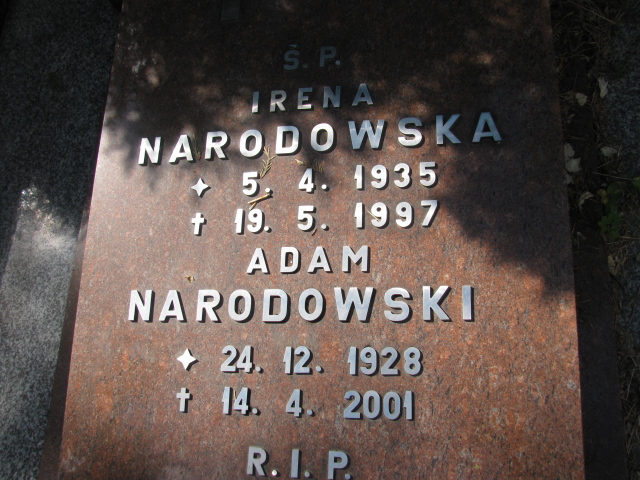 Ś. P.
IRENA
NARODOWSKA
✦ 5. 4. 1935
✝ 19. 5. 1997
ADAM
NARODOWSKI
✦ 24. 12. 1928
✝ 14. 4. 2001
R. I. P.